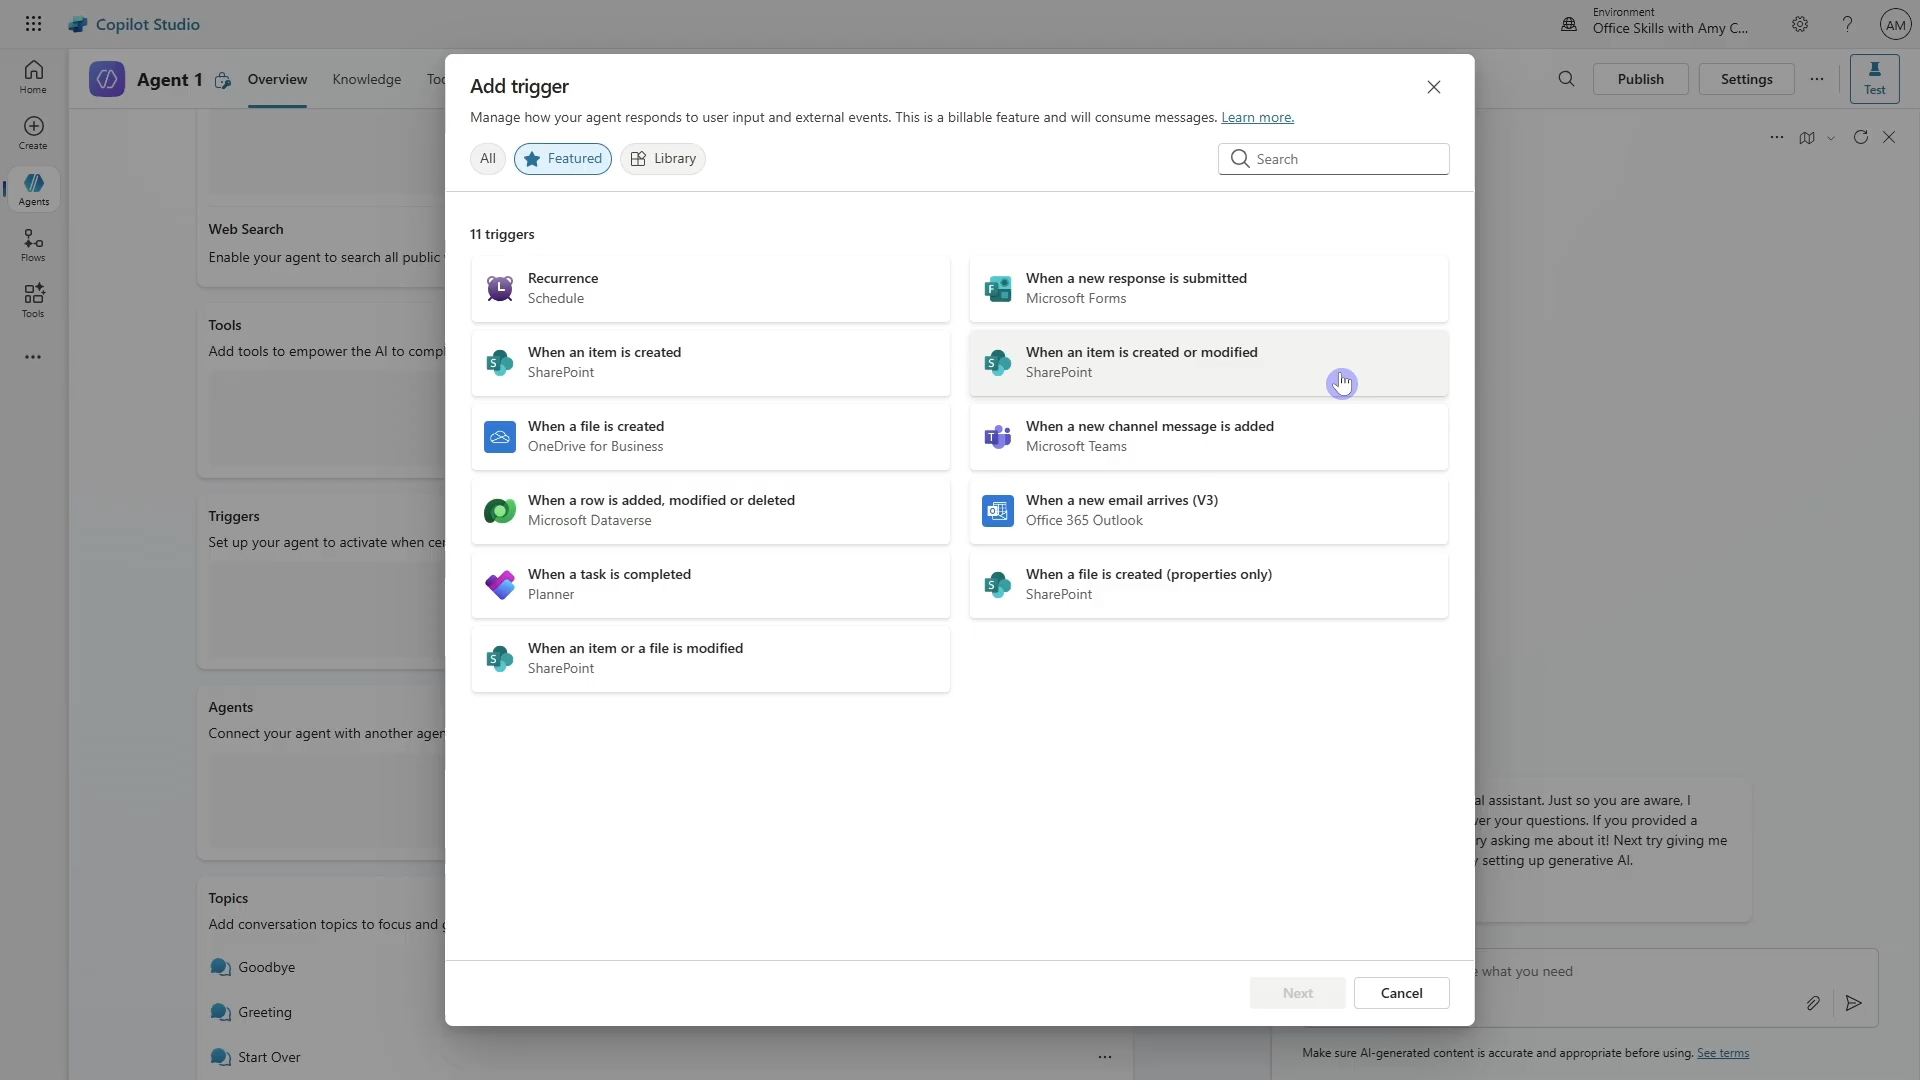 Copilot Studio
Environment
Office Skills with Amy C...
AM
Home
Create
Agents
Flows
Tools
Agent 1
Overview
Knowledge
Publish
Settings
Test
Web Search
Enable your agent to search all public
Tools
Add tools to empower the AI to
Triggers
Set up your agent to activate when
Agents
Connect your agent with another
Topics
Add conversation topics to focus and
Goodbye
Greeting
Start Over
Add trigger
Manage how your agent responds to user input and external events. This is a billable feature and will consume messages. Learn more.
All
Featured
Library
Search
11 triggers
Recurrence
Schedule
When a new response is submitted
Microsoft Forms
When an item is created
SharePoint
When an item is created or modified
SharePoint
When a file is created
OneDrive for Business
When a new channel message is added
Microsoft Teams
When a row is added, modified or deleted
Microsoft Dataverse
When a new email arrives (V3)
Office 365 Outlook
When a task is completed
Planner
When a file is created (properties only)
SharePoint
When an item or a file is modified
SharePoint
Next
Cancel
assistant. Just so you are aware, I
your questions. If you provided a
asking me about it! Next try giving me
setting up generative AI.
what you need
Make sure AI-generated content is accurate and appropriate before using. See terms